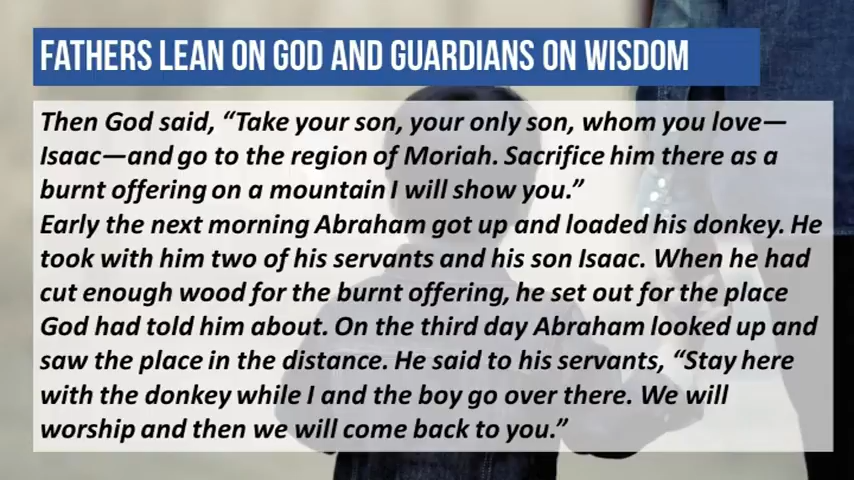 FATHERS LEAN ON GOD AND GUARDIANS ON WISDOM
Then God said, “Take your son, your only son, whom you love—
Isaac—and go to the region of Moriah. Sacrifice him there as a
burnt offering on a mountain I will show you.”
Early the next morning Abraham got up and loaded his donkey. He
took with him two of his servants and his son Isaac. When he had
cut enough wood for the burnt offering, he set out for the place
God had told him about. On the third day Abraham looked up and
saw the place in the distance. He said to his servants, “Stay here
with the donkey while I and the boy go over there. We will
worship and then we will come back to you.”